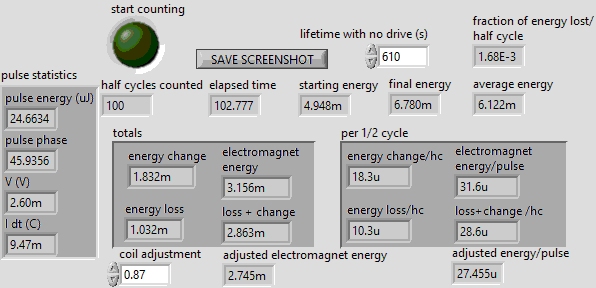 start counting
fraction of energy lost/
half cycle
lifetime with no drive (s)
SAVE SCREENSHOT
610
1.68E-3
pulse statistics
half cycles counted
elapsed time
starting energy
final energy
average energy
pulse energy (uJ)
100
102.777
4.948m
6.780m
6.122m
24.6634
pulse phase
45.9356
V (V)
2.60m
I dt (C)
9.47m
totals
energy change
1.832m
electromagnet
energy
3.156m
energy loss
1.032m
loss + change
2.863m
per 1/2 cycle
energy change/hc
18.3u
electromagnet
energy/pulse
31.6u
energy loss/hc
10.3u
loss+change /hc
28.6u
coil adjustment
0.87
adjusted electromagnet energy
2.745m
adjusted energy/pulse
27.455u